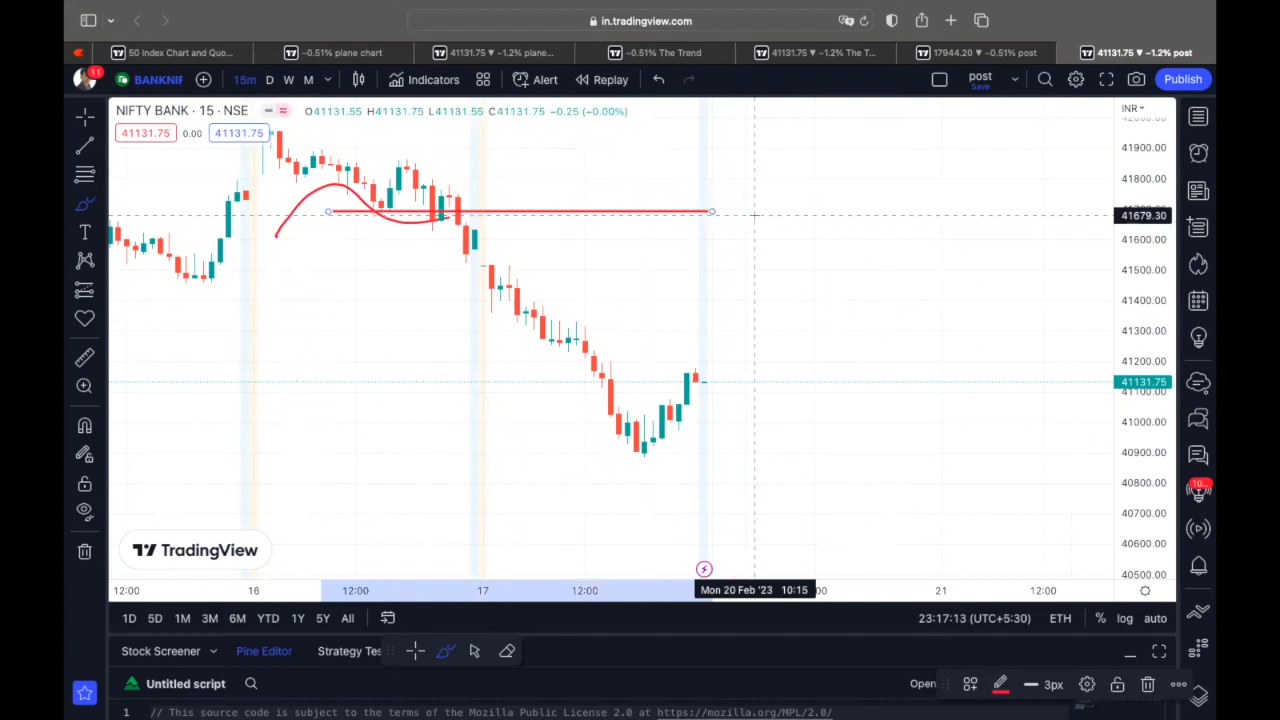 in.tradingview.com
50 Index Chart and Quo...
−0.51% plane chart
41131.75 ▼ −1.2% plane...
−0.51% The Trend
41131.75 ▼ −1.2% The T...
17944.20 ▼ −0.51% post
41131.75 ▼ −1.2% post
11
BANKNIF
15m
D
W
M
Indicators
Alert
Replay
post
Save
Publish
NIFTY BANK · 15 · NSE
O41131.55 H41131.75 L41131.55 C41131.75 −0.25 (−0.00%)
41131.75
0.00
41131.75
INR
42000.00
41900.00
41800.00
41679.30
41600.00
41500.00
41400.00
41300.00
41200.00
41131.75
41100.00
41000.00
40900.00
40800.00
40700.00
40600.00
40500.00
10...
TradingView
12:00
16
12:00
17
12:00
Mon 20 Feb '23 10:15
21
12:00
1D
5D
1M
3M
6M
YTD
1Y
5Y
All
23:17:13 (UTC+5:30)
ETH
%
log
auto
Stock Screener
Pine Editor
Strategy Tes
Untitled script
Open
3px
1 // This source code is subject to the terms of the Mozilla Public License 2.0 at https://mozilla.org/MPL/2.0/